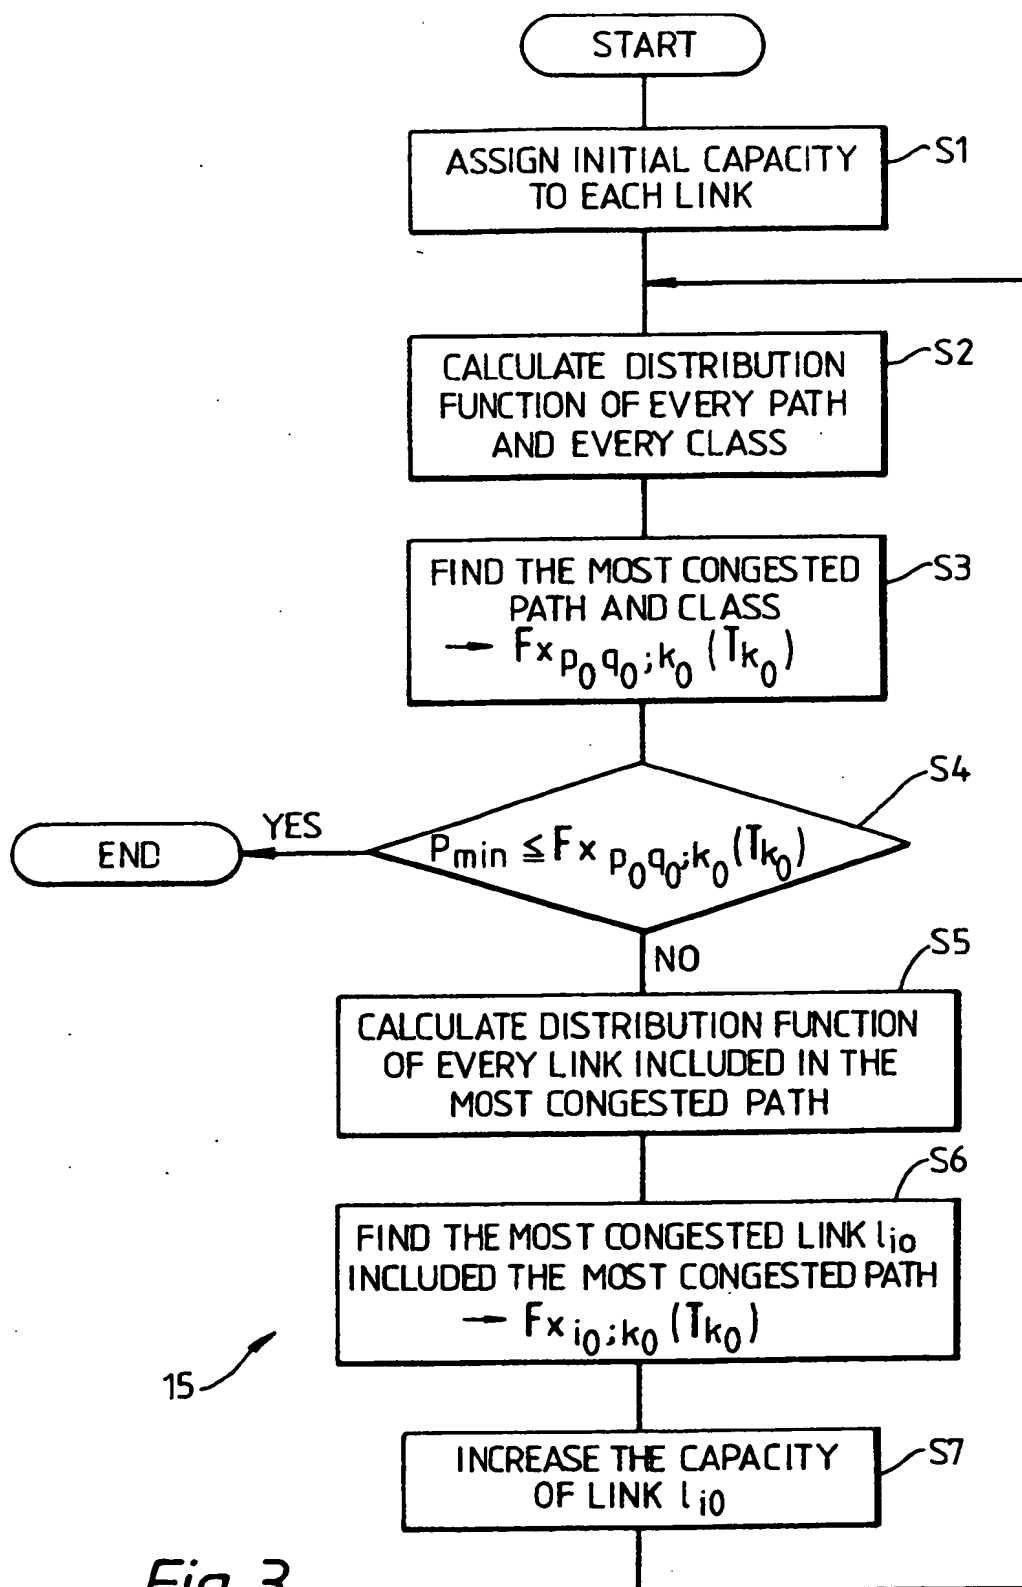 START
ASSIGN INITIAL CAPACITY
TO EACH LINK
S1
CALCULATE DISTRIBUTION
FUNCTION OF EVERY PATH
AND EVERY CLASS
S2
FIND THE MOST CONGESTED
PATH AND CLASS
→ Fx p₀q₀;k₀ (Tk₀)
S3
S4
YES
END
Pmin ≦ Fx p₀q₀;k₀ (Tk₀)
NO
S5
CALCULATE DISTRIBUTION FUNCTION
OF EVERY LINK INCLUDED IN THE
MOST CONGESTED PATH
S6
FIND THE MOST CONGESTED LINK lio
INCLUDED THE MOST CONGESTED PATH
→ Fx i₀;k₀ (Tk₀)
15
INCREASE THE CAPACITY
OF LINK li0
S7
Fig. 3